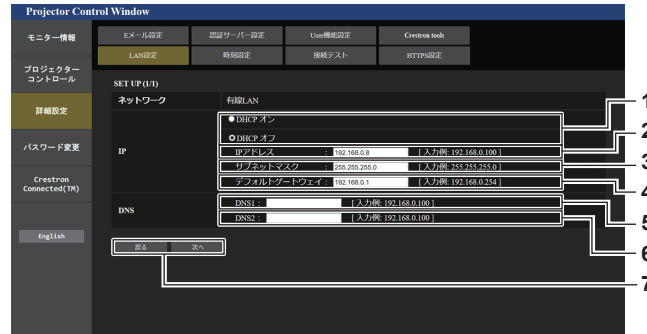 Projector Control Window
モニター情報
プロジェクター
コントロール
詳細設定
パスワード変更
Crestron
Connected(TM)
English
Eメール設定 認証サーバー設定 User機能設定 Crestron tools
LAN設定 時刻設定 接続テスト HTTPS設定
SET UP (1/1)
ネットワーク 有線LAN
IP
DHCP オン
DHCP オフ
IPアドレス : 192.168.0.8 [ 入力例: 192.168.0.100 ]
サブネットマスク : 255.255.255.0 [ 入力例: 255.255.255.0 ]
デフォルトゲートウェイ : 192.168.0.1 [ 入力例: 192.168.0.254 ]
DNS
DNS1 : [ 入力例: 192.168.0.100 ]
DNS2 : [ 入力例: 192.168.0.100 ]
戻る 次へ
1
2
3
4
5
6
7